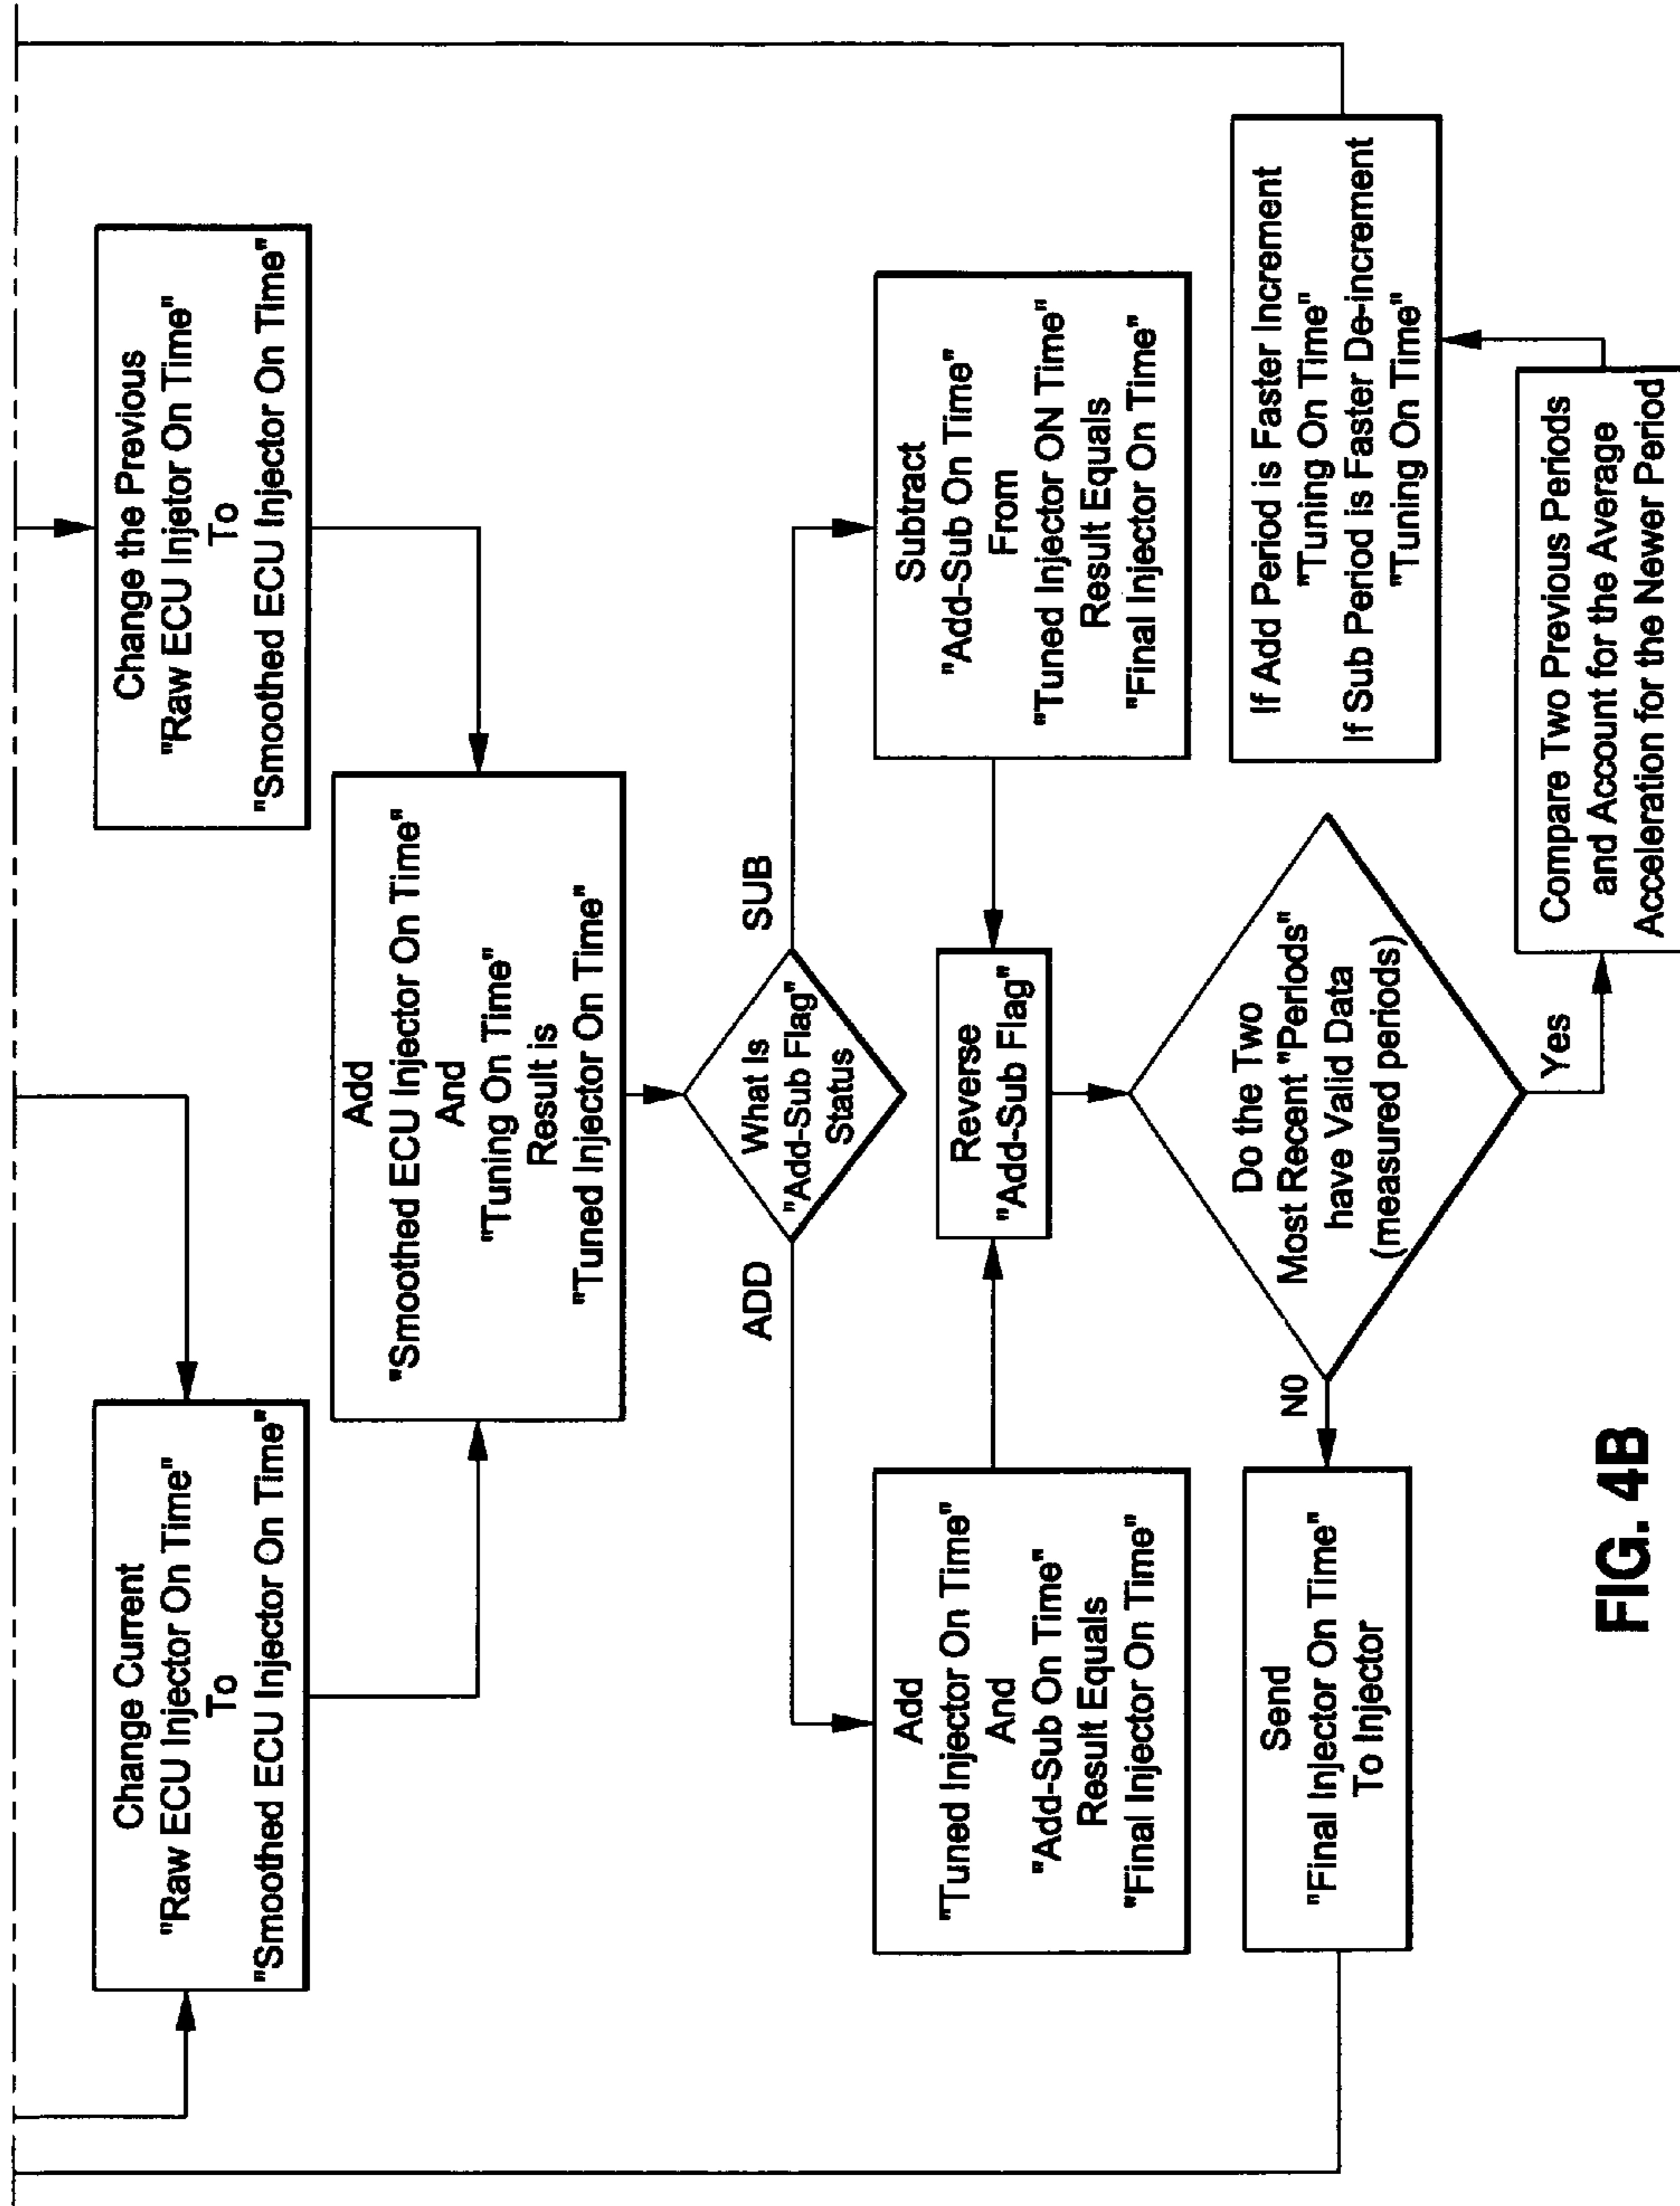 Change Current
"Raw ECU Injector On Time"
To
"Smoothed ECU Injector On Time"
Change the Previous
"Raw ECU Injetor On Time"
To
"Smoothed ECU Injector On Time"
Add
"Smoothed ECU Injector On Time"
And
"Tuning On Time"
Result is
"Tuned Injector On Time"
What Is
"Add-Sub Flag"
Status
ADD
SUB
Add
"Tuned Injector On Time"
And
"Add-Sub On Time"
Result Equals
"Final Injector On Time"
Subtract
"Add-Sub On Time"
From
"Tuned Injector ON Time"
Result Equals
"Final Injector On Time"
Reverse
"Add-Sub Flag"
Do the Two
Most Recent "Periods"
have Valid Data
(measured periods)
NO
Yes
Send
"Final Injector On Time"
To Injector
If Add Period is Faster Increment
"Tuning On Time"
If Sub Period is Faster De-increment
"Tuning On Time"
Compare Two Previous Periods
and Account for the Average
Acceleration for the Newer Period
FIG. 4B